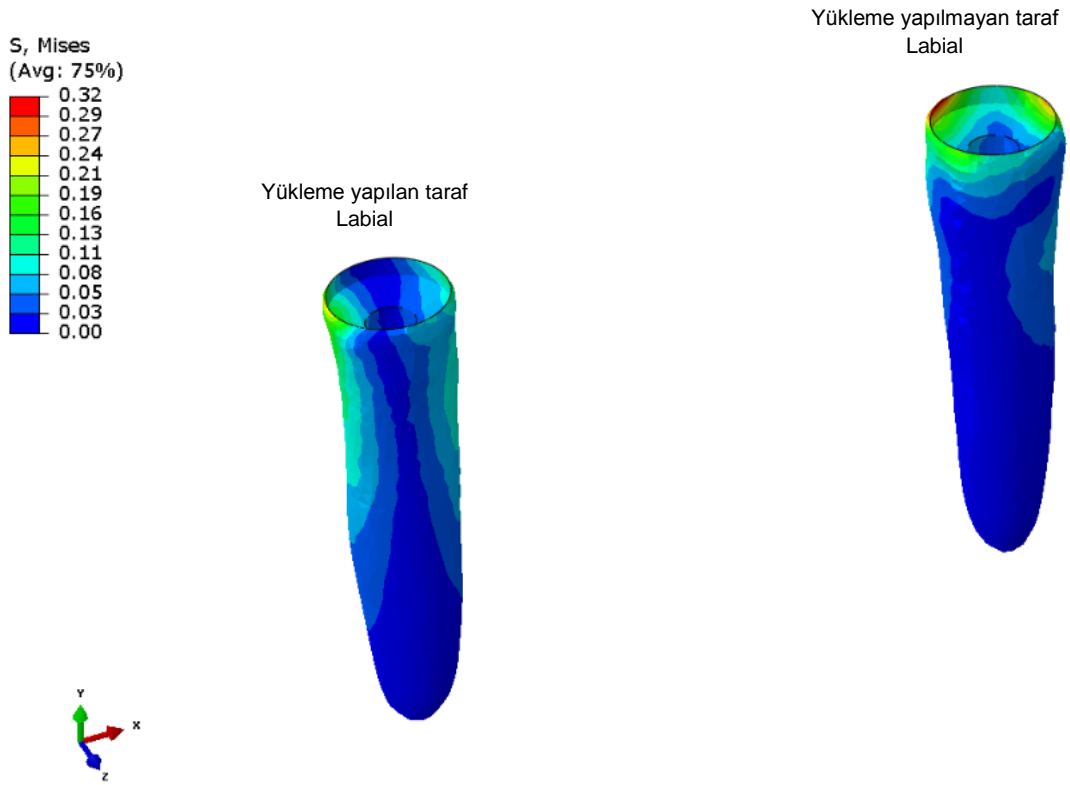 Yükleme yapılmayan taraf
Labial
S, Mises
(Avg: 75%)
0.32
0.29
0.27
0.24
0.21
0.19
0.16
0.13
0.11
0.08
0.05
0.03
0.00
Yükleme yapılan taraf
Labial
Y
X
Z